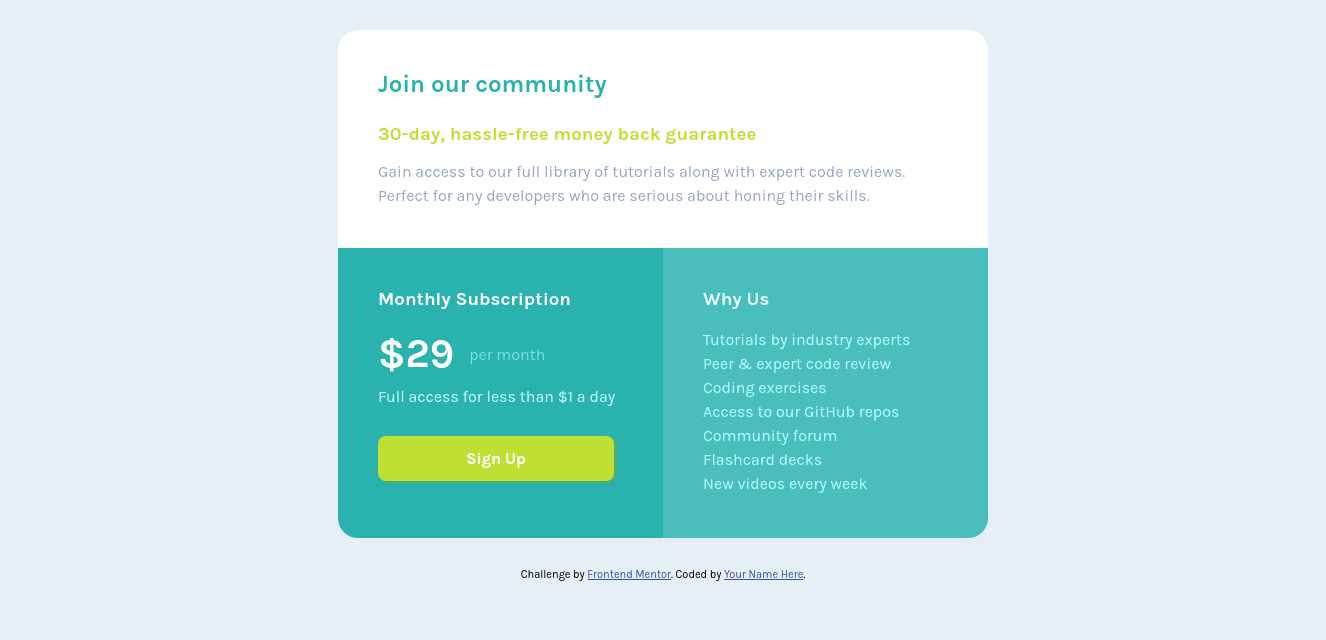 Join our community
30-day, hassle-free money back guarantee
Gain access to our full library of tutorials along with expert code reviews.
Perfect for any developers who are serious about honing their skills.
Monthly Subscription
$29 per month
Full access for less than $1 a day
Sign Up
Why Us
Tutorials by industry experts
Peer & expert code review
Coding exercises
Access to our GitHub repos
Community forum
Flashcard decks
New videos every week
Challenge by Frontend Mentor. Coded by Your Name Here.